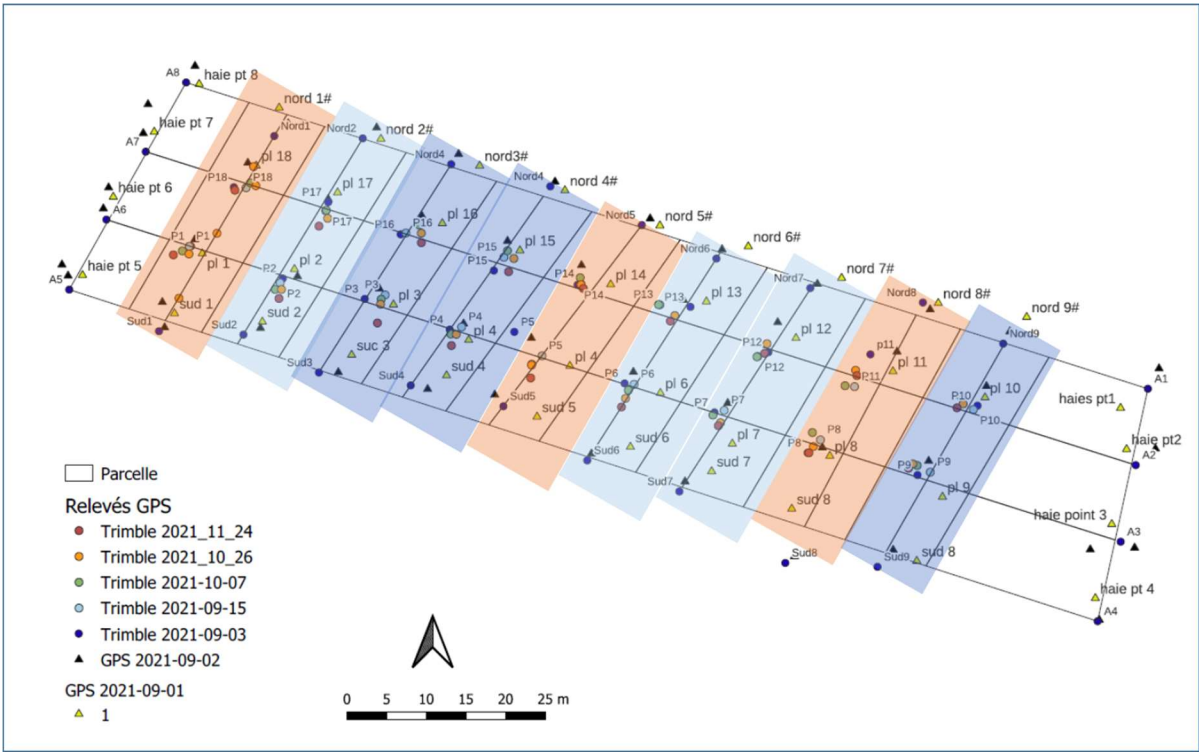 A8
haie pt 8
haie pt 7
A7
haie pt 6
A6
haie pt 5
A5
nord 1#
Nord1
Nord2
nord 2#
Nord4
nord3#
Nord4
nord 4#
Nord5
nord 5#
Nord6
nord 6#
Nord7
nord 7#
Nord8
nord 8#
nord 9#
Nord9
pl 18
P18
P18
P17
pl 17
P17
P16
P16
pl 16
P15
pl 15
P15
P14
pl 14
P14
P13
P13
pl 13
pl 12
P12
P12
p11
pl 11
P11
pl 10
P10
P10
P1
P1
pl 1
P2
pl 2
P2
P3
P3
pl 3
P4
P4
pl 4
P5
P5
pl 4
P6
P6
pl 6
P7
P7
pl 7
P8
P8
pl 8
P9
P9
pl 9
sud 1
Sud1
sud 2
Sud2
suc 3
Sud3
sud 4
Sud4
sud 5
Sud5
sud 6
Sud6
sud 7
Sud7
sud 8
Sud8
sud 8
Sud9
A1
haies pt1
haie pt2
A2
haie point 3
A3
haie pt 4
A4
Parcelle
Relevés GPS
Trimble 2021_11_24
Trimble 2021_10_26
Trimble 2021-10-07
Trimble 2021-09-15
Trimble 2021-09-03
GPS 2021-09-02
GPS 2021-09-01
1
0 5 10 15 20 25 m